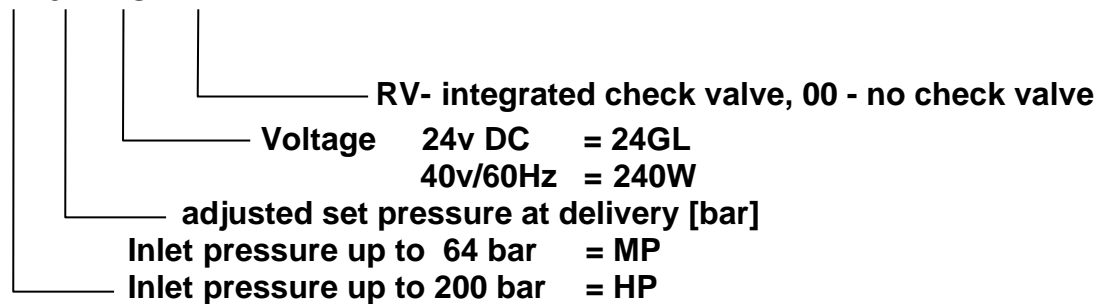 RV- integrated check valve, 00 - no check valve
Voltage 24v DC = 24GL
40v/60Hz = 240W
adjusted set pressure at delivery [bar]
Inlet pressure up to 64 bar = MP
Inlet pressure up to 200 bar = HP